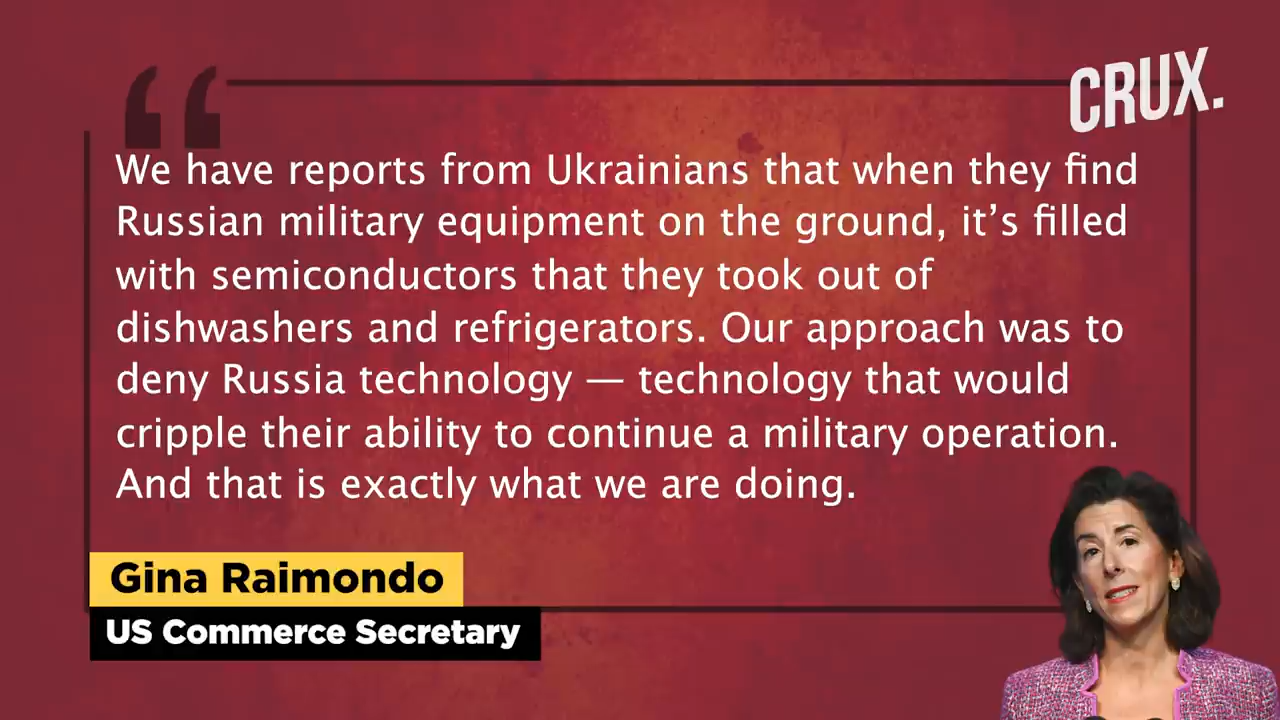 CRUX.
“
We have reports from Ukrainians that when they find
Russian military equipment on the ground, it’s filled
with semiconductors that they took out of
dishwashers and refrigerators. Our approach was to
deny Russia technology — technology that would
cripple their ability to continue a military operation.
And that is exactly what we are doing.
Gina Raimondo
US Commerce Secretary